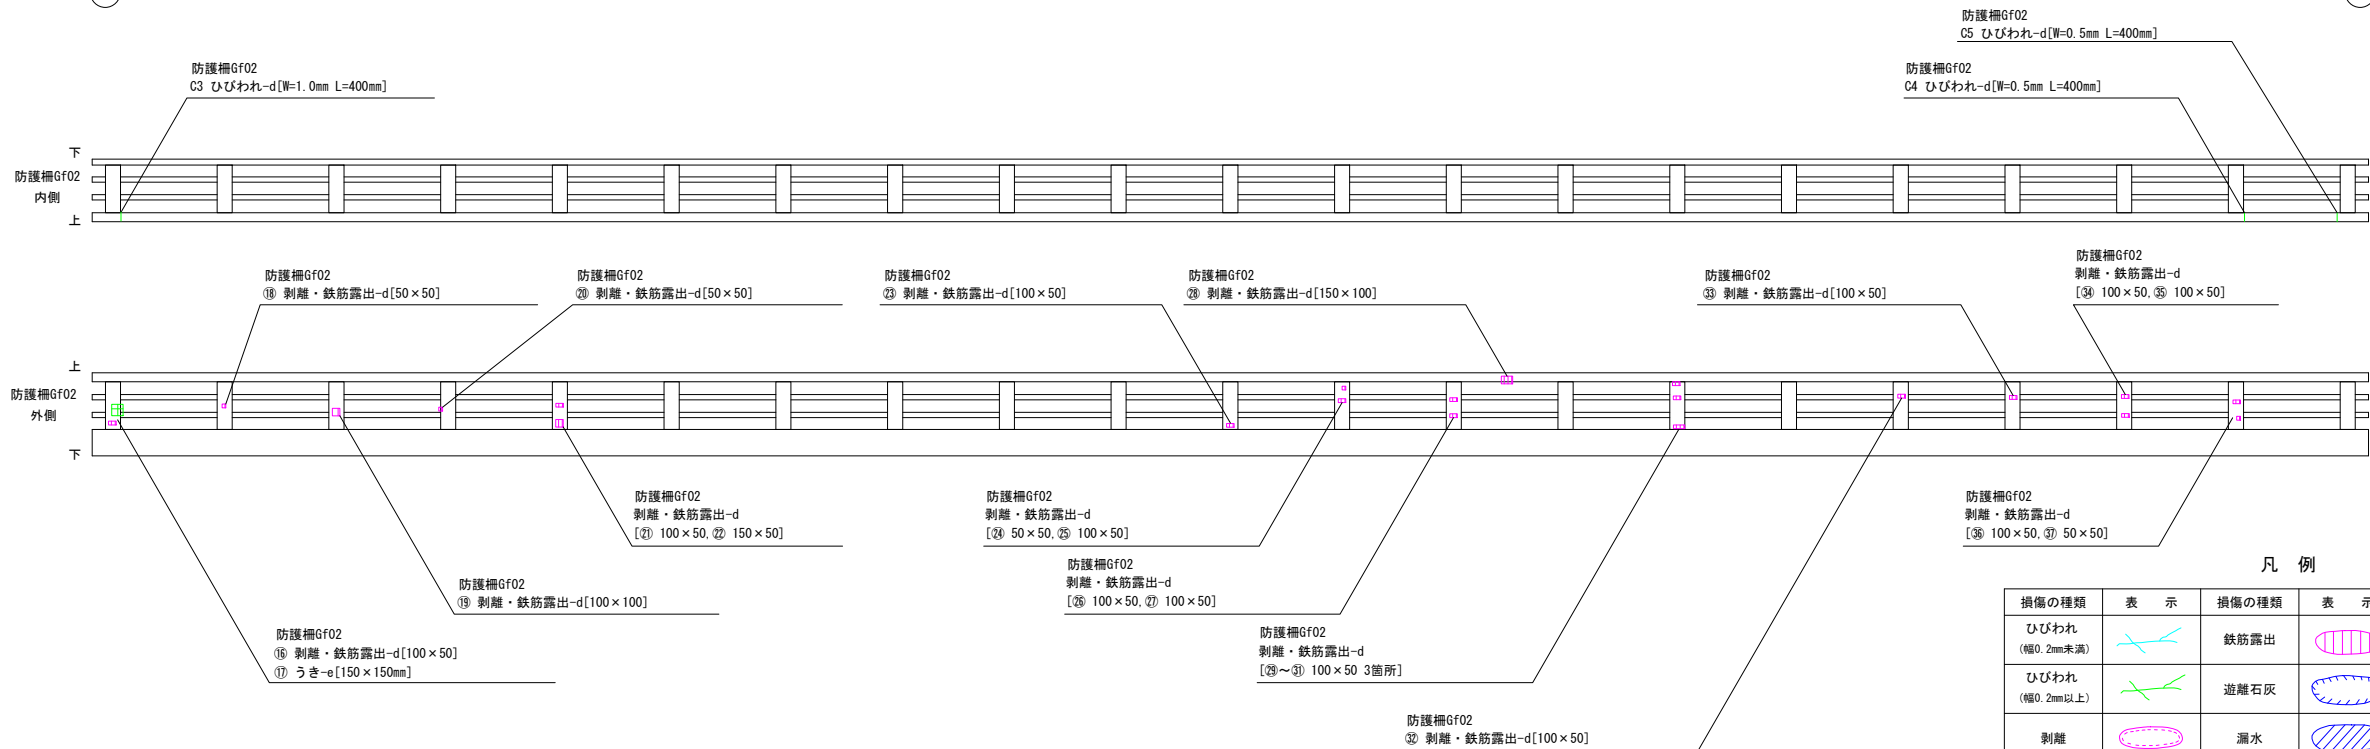 防護柵Gf02
C5 ひびわれ-d[W=0.5mm L=400mm]
防護柵Gf02
C3 ひびわれ-d[W=1.0mm L=400mm]
防護柵Gf02
C4 ひびわれ-d[W=0.5mm L=400mm]
下
防護柵Gf02
内側
上
防護柵Gf02
⑱ 剥離・鉄筋露出-d[50×50]
防護柵Gf02
⑳ 剥離・鉄筋露出-d[50×50]
防護柵Gf02
㉓ 剥離・鉄筋露出-d[100×50]
防護柵Gf02
㉘ 剥離・鉄筋露出-d[150×100]
防護柵Gf02
㉝ 剥離・鉄筋露出-d[100×50]
防護柵Gf02
剥離・鉄筋露出-d
[㉞ 100×50,㉟ 100×50]
上
防護柵Gf02
外側
下
防護柵Gf02
剥離・鉄筋露出-d
[㉑ 100×50,㉒ 150×50]
防護柵Gf02
剥離・鉄筋露出-d
[㉔ 50×50,㉕ 100×50]
防護柵Gf02
剥離・鉄筋露出-d
[㊱ 100×50,㊲ 50×50]
防護柵Gf02
⑲ 剥離・鉄筋露出-d[100×100]
防護柵Gf02
剥離・鉄筋露出-d
[㉖ 100×50,㉗ 100×50]
防護柵Gf02
⑯ 剥離・鉄筋露出-d[100×50]
⑰ うき-e[150×150mm]
防護柵Gf02
剥離・鉄筋露出-d
[㉙～㉛ 100×50 3箇所]
防護柵Gf02
㉜ 剥離・鉄筋露出-d[100×50]
凡 例
損傷の種類 表 示 損傷の種類 表 示
ひびわれ
(幅0.2mm未満)
鉄筋露出
ひびわれ
(幅0.2mm以上)
遊離石灰
剥離 漏水